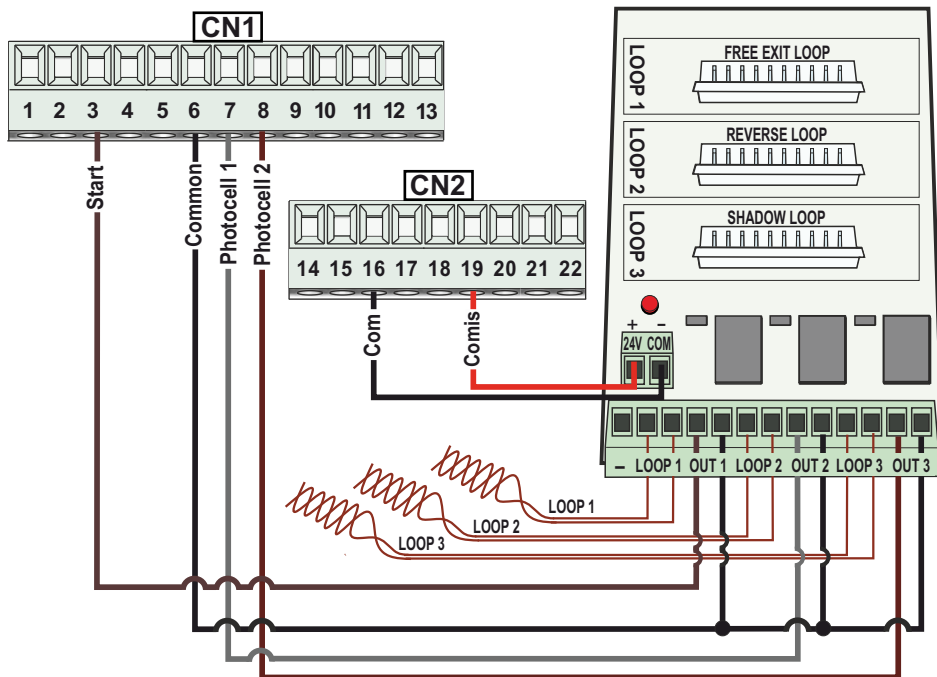 CN1
1 2 3 4 5 6 7 8 9 10 11 12 13
Start
Common
Photocell 1
Photocell 2
CN2
14 15 16 17 18 19 20 21 22
Com
Comis
LOOP 1
FREE EXIT LOOP
LOOP 2
REVERSE LOOP
LOOP 3
SHADOW LOOP
+ –
24V COM
– LOOP 1 OUT 1 LOOP 2 OUT 2 LOOP 3 OUT 3
LOOP 1
LOOP 2
LOOP 3